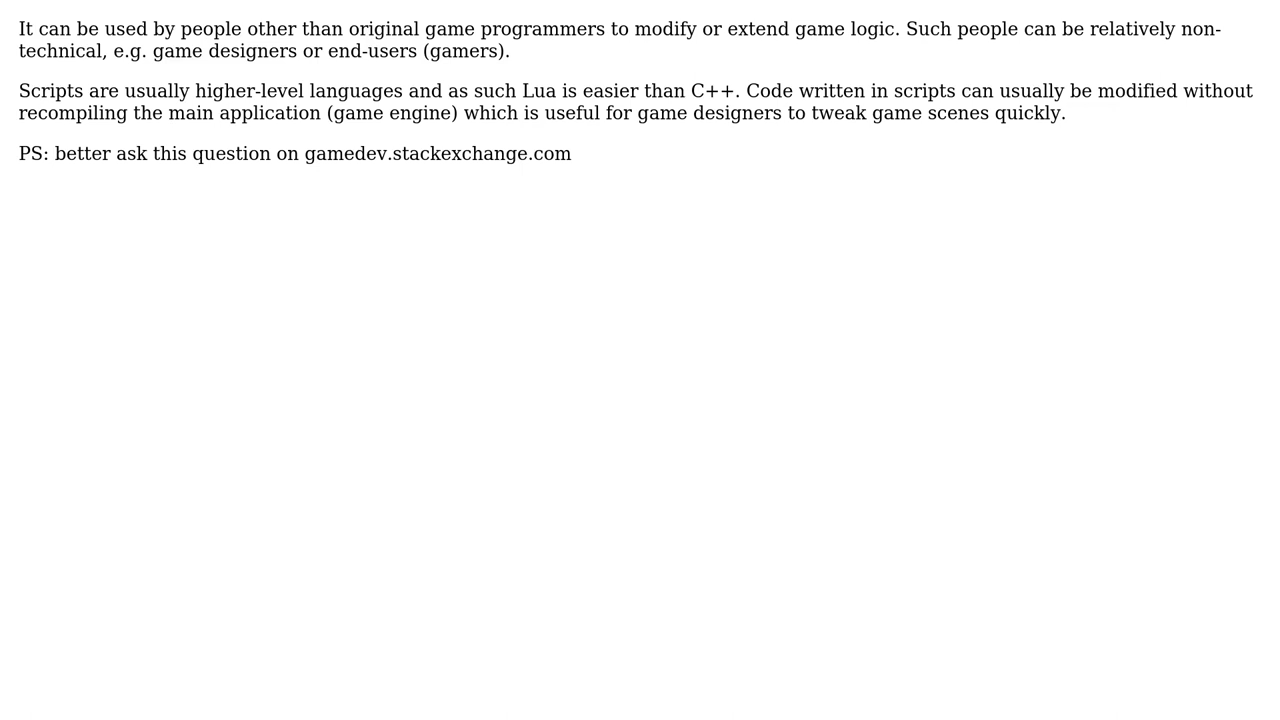 It can be used by people other than original game programmers to modify or extend game logic. Such people can be relatively non-
technical, e.g. game designers or end-users (gamers).
Scripts are usually higher-level languages and as such Lua is easier than C++. Code written in scripts can usually be modified without
recompiling the main application (game engine) which is useful for game designers to tweak game scenes quickly.
PS: better ask this question on gamedev.stackexchange.com